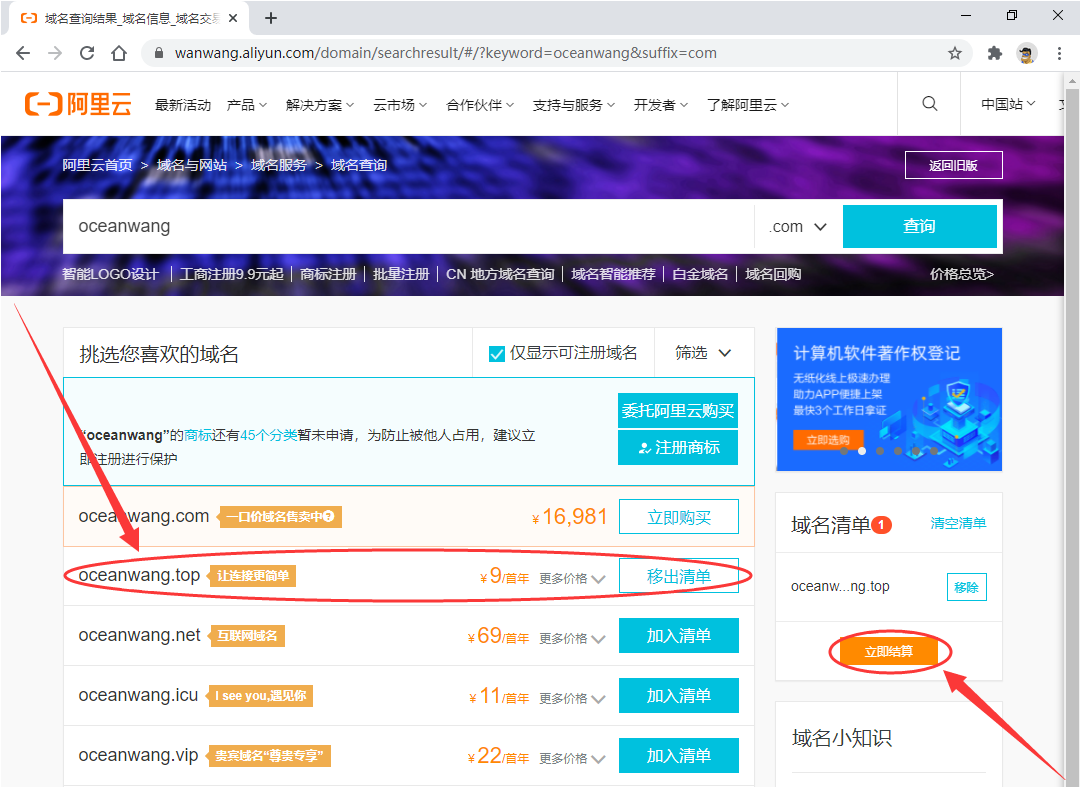 域名查询结果_域名信息_域名交易
wanwang.aliyun.com/domain/searchresult/#/?keyword=oceanwang&suffix=com
阿里云 最新活动 产品 解决方案 云市场 合作伙伴 支持与服务 开发者 了解阿里云 中国站
阿里云首页 > 域名与网站 > 域名服务 > 域名查询 返回旧版
oceanwang .com 查询
智能LOGO设计 工商注册9.9元起 商标注册 批量注册 CN 地方域名查询 域名智能推荐 白金域名 域名回购 价格总览>
挑选您喜欢的域名 仅显示可注册域名 筛选
“oceanwang”的商标还有45个分类暂未申请，为防止被他人占用，建议立
即注册进行保护
委托阿里云购买
注册商标
oceanwang.com 一口价域名售卖中? ¥16,981 立即购买
oceanwang.top 让连接更简单 ¥9/首年 更多价格 移出清单
oceanwang.net 互联网域名 ¥69/首年 更多价格 加入清单
oceanwang.icu I see you,遇见你 ¥11/首年 更多价格 加入清单
oceanwang.vip 贵宾域名“尊贵专享” ¥22/首年 更多价格 加入清单
计算机软件著作权登记
无纸化线上极速办理
助力APP便捷上架
最快3个工作日拿证
立即选购
域名清单 1 清空清单
oceanw...ng.top 移除
立即结算
域名小知识